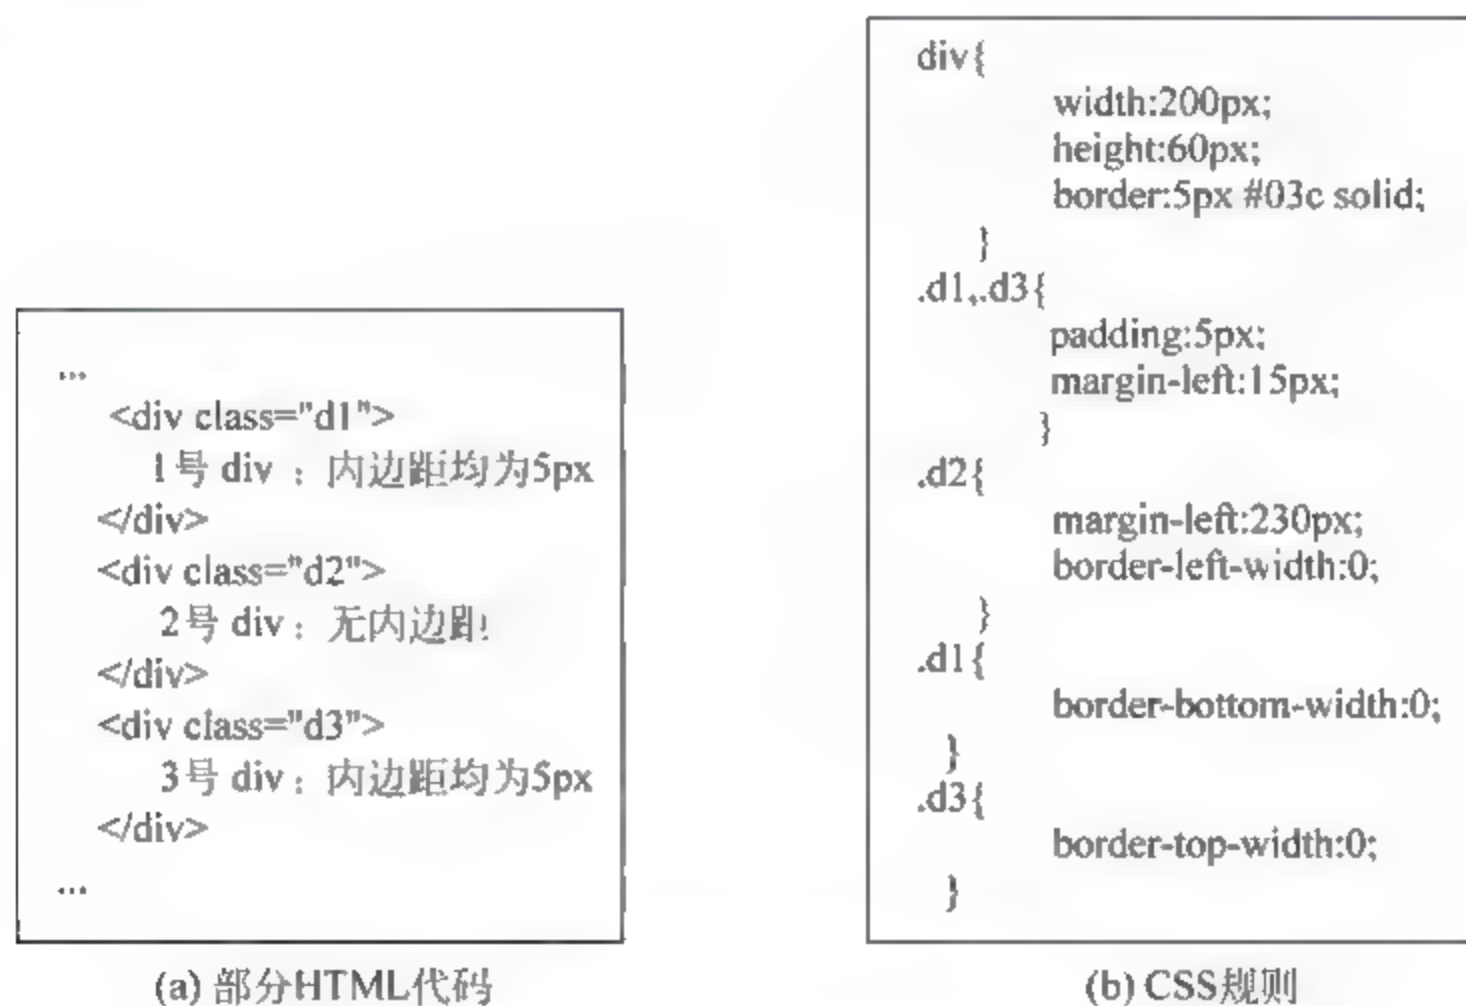 ...
<div class="d1">
1号 div : 内边距均为5px
</div>
<div class="d2">
2号 div : 无内边距
</div>
<div class="d3">
3号 div : 内边距均为5px
</div>
...
(a) 部分HTML代码
div{
width:200px;
height:60px;
border:5px #03c solid;
}
.d1,.d3{
padding:5px;
margin-left:15px;
}
.d2{
margin-left:230px;
border-left-width:0;
}
.d1{
border-bottom-width:0;
}
.d3{
border-top-width:0;
}
(b) CSS规则